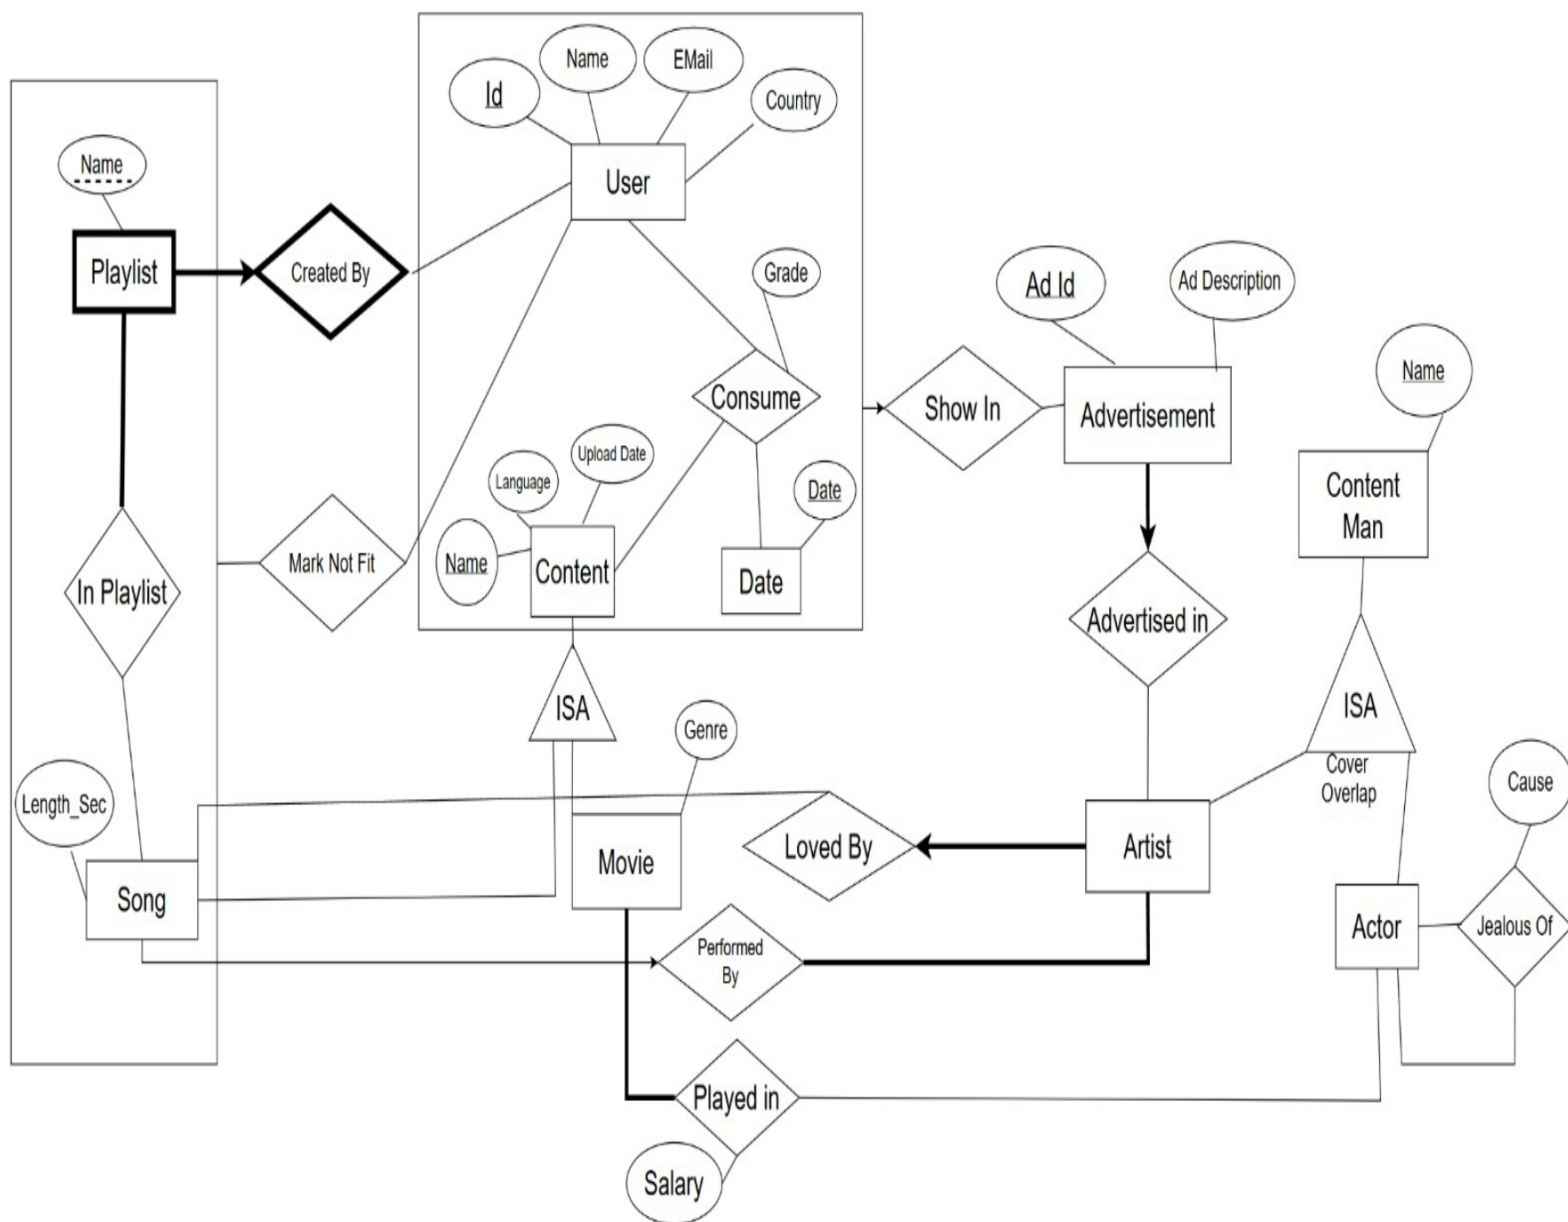 Name
EMail
Id
Country
Name
User
Playlist
Created By
Grade
Ad Id
Ad Description
Name
Consume
Show In
Advertisement
Upload Date
Language
Date
Content
Man
Name
Content
Date
Mark Not Fit
In Playlist
Advertised in
ISA
ISA
Genre
Cover
Overlap
Cause
Length_Sec
Loved By
Artist
Movie
Song
Actor
Jealous Of
Performed
By
Played in
Salary